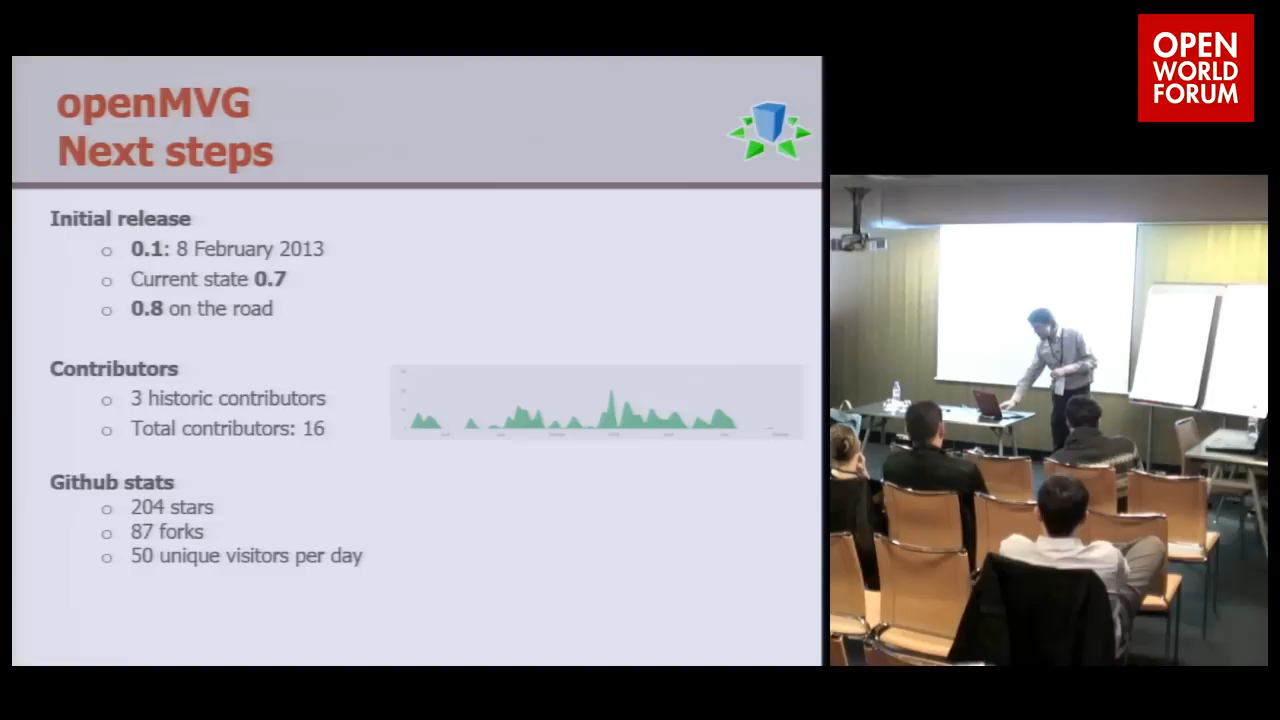 openMVG
Next steps
Initial release
0.1: 8 February 2013
Current state 0.7
0.8 on the road
Contributors
3 historic contributors
Total contributors: 16
Github stats
204 stars
87 forks
50 unique visitors per day
OPEN
WORLD
FORUM